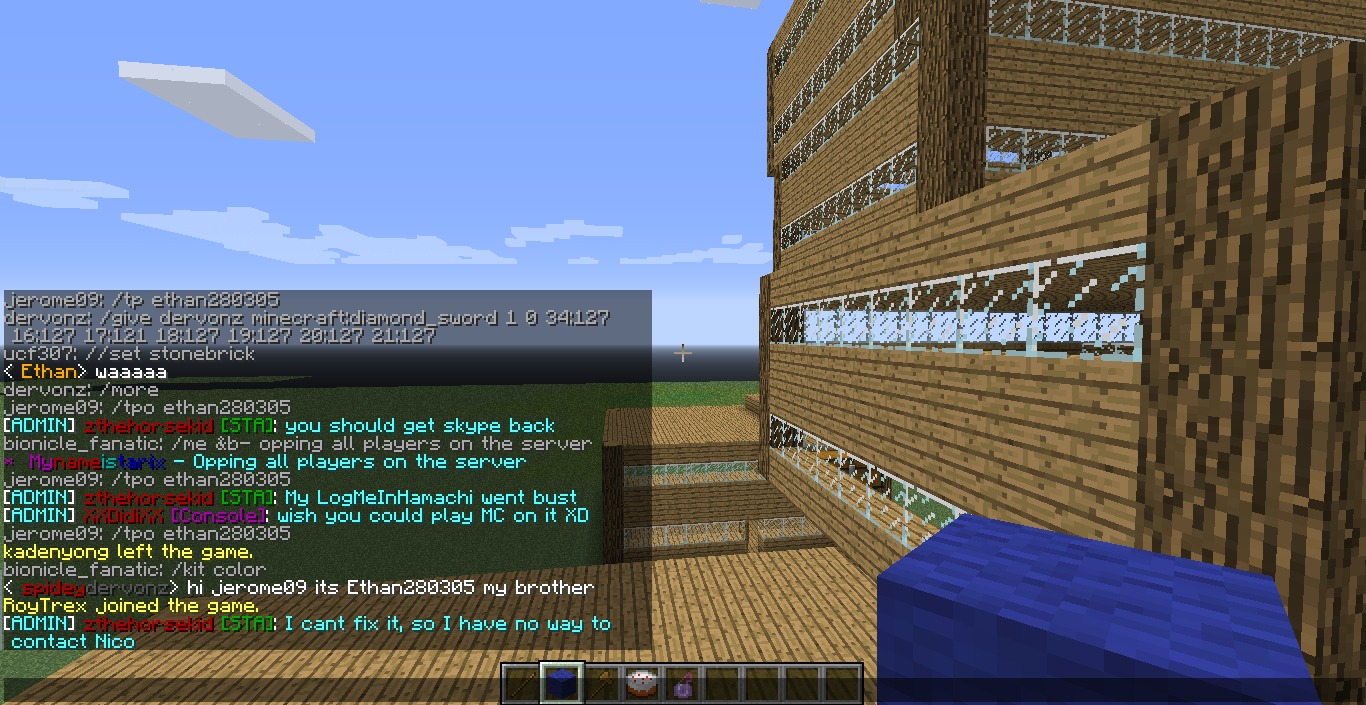 jerome09: /tp ethan280305
dervonz: /give dervonz minecraft:diamond_sword 1 0 34:127
16:127 17:121 18:127 19:127 20:127 21:127
ucf307: //set stonebrick
< Ethan> waaaaa
dervonz: /more
jerome09: /tpo ethan280305
[ADMIN] zthehorsekid [STA]: you should get skype back
bionicle_fanatic: /me &b- opping all players on the server
* Mynameistarix - Opping all players on the server
jerome09: /tpo ethan280305
[ADMIN] zthehorsekid [STA]: My LogMeInHamachi went bust
[ADMIN] XXDidiXX [Console]: wish you could play MC on it XD
jerome09: /tpo ethan280305
kadenyong left the game.
bionicle_fanatic: /kit color
< spideydervonz> hi jerome09 its Ethan280305 my brother
RoyTrex joined the game.
[ADMIN] zthehorsekid [STA]: I cant fix it, so I have no way to
contact Nico